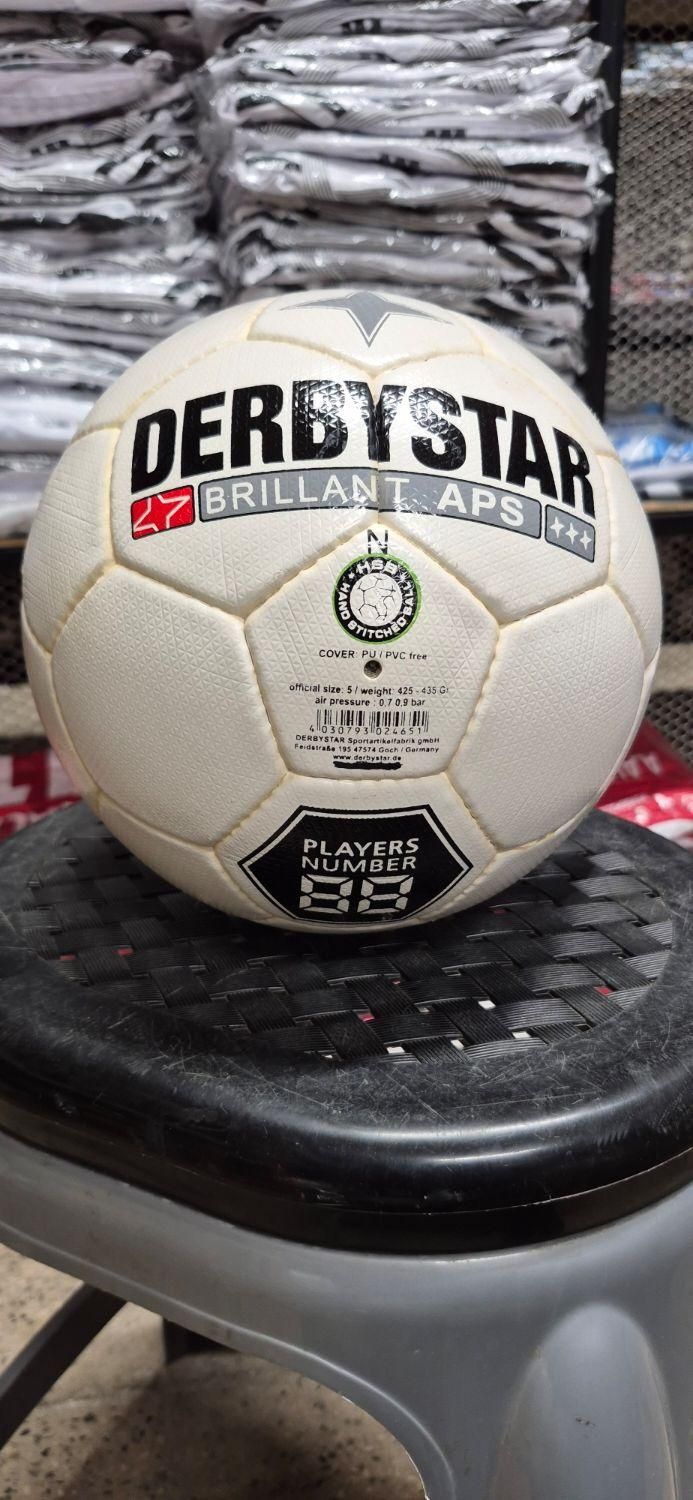 DERBYSTAR
BRILLANT APS
N
HSB
HAND STITCHED BALL
COVER: PU / PVC free
official size: 5 / weight: 425 - 435 Gr
air pressure : 0,7 0,9 bar
4 030793 024651
DERBYSTAR Sportartikelfabrik gmbH
Feldstraße 195 47574 Goch / Germany
www.derbystar.de
PLAYERS
NUMBER
88